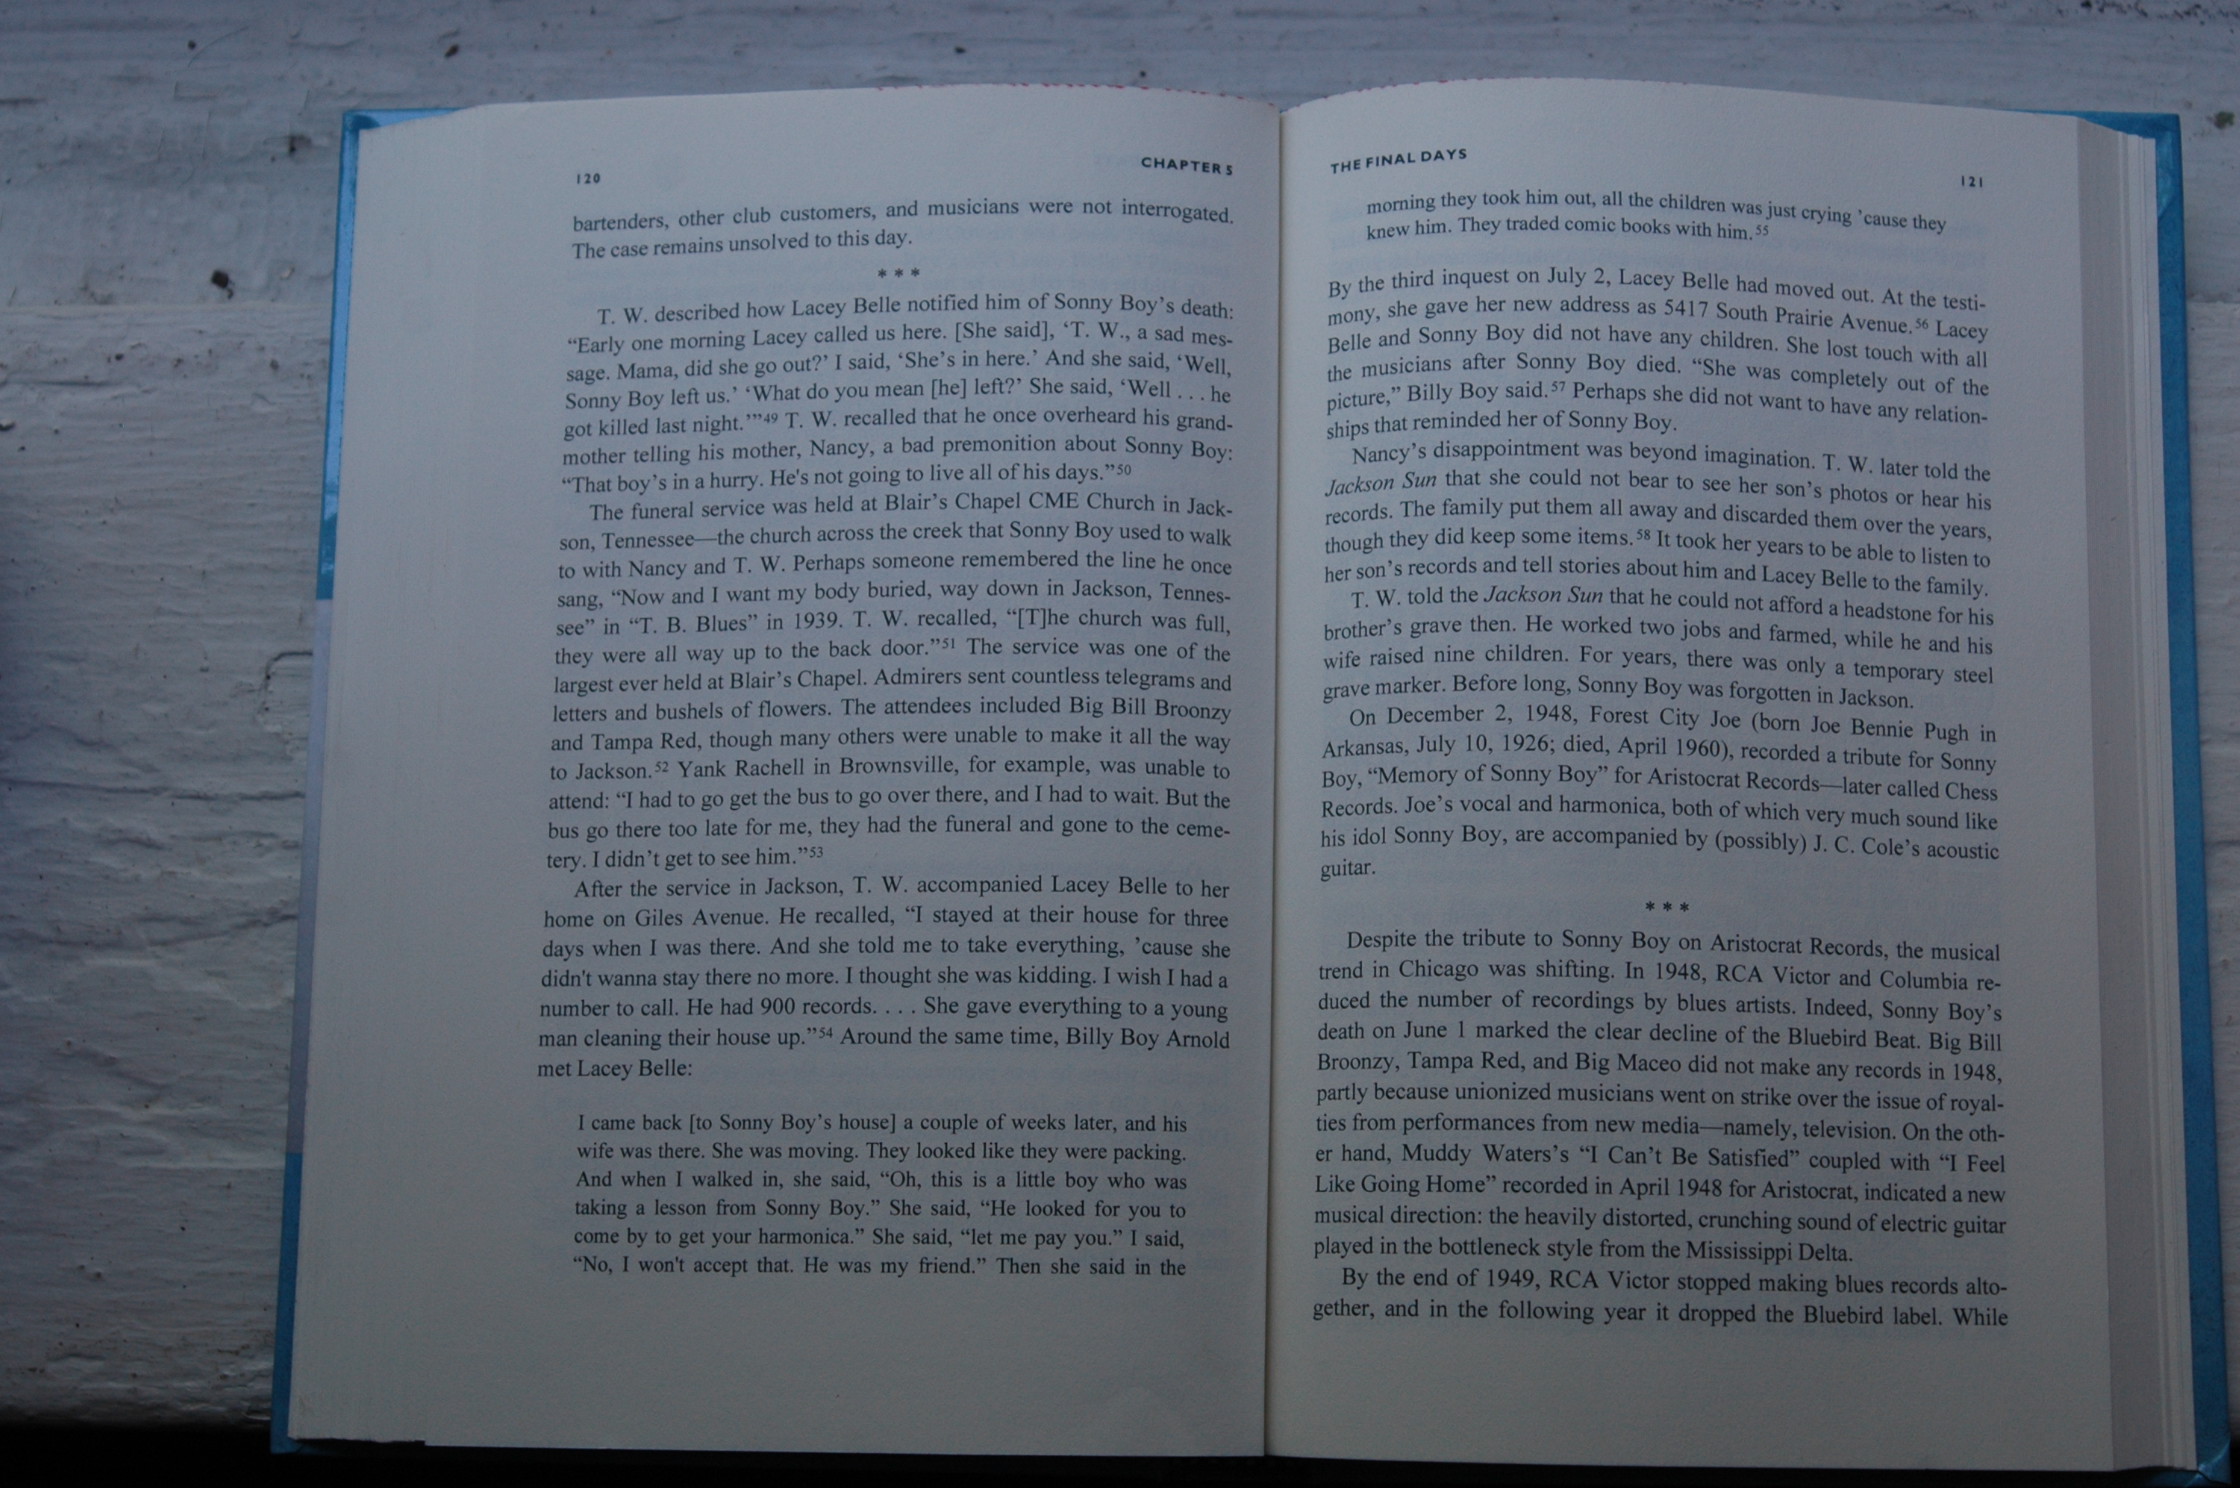 120
CHAPTER 5
bartenders, other club customers, and musicians were not interrogated.
The case remains unsolved to this day.
* * *
T. W. described how Lacey Belle notified him of Sonny Boy’s death:
“Early one morning Lacey called us here. [She said], ‘T. W., a sad mes-
sage. Mama, did she go out?’ I said, ‘She’s in here.’ And she said, ‘Well,
Sonny Boy left us.’ ‘What do you mean [he] left?’ She said, ‘Well . . . he
got killed last night.’”49 T. W. recalled that he once overheard his grand-
mother telling his mother, Nancy, a bad premonition about Sonny Boy:
“That boy’s in a hurry. He's not going to live all of his days.”50
The funeral service was held at Blair’s Chapel CME Church in Jack-
son, Tennessee—the church across the creek that Sonny Boy used to walk
to with Nancy and T. W. Perhaps someone remembered the line he once
sang, “Now and I want my body buried, way down in Jackson, Tennes-
see” in “T. B. Blues” in 1939. T. W. recalled, “[T]he church was full,
they were all way up to the back door.”51 The service was one of the
largest ever held at Blair’s Chapel. Admirers sent countless telegrams and
letters and bushels of flowers. The attendees included Big Bill Broonzy
and Tampa Red, though many others were unable to make it all the way
to Jackson.52 Yank Rachell in Brownsville, for example, was unable to
attend: “I had to go get the bus to go over there, and I had to wait. But the
bus go there too late for me, they had the funeral and gone to the ceme-
tery. I didn’t get to see him.”53
After the service in Jackson, T. W. accompanied Lacey Belle to her
home on Giles Avenue. He recalled, “I stayed at their house for three
days when I was there. And she told me to take everything, ’cause she
didn't wanna stay there no more. I thought she was kidding. I wish I had a
number to call. He had 900 records. . . . She gave everything to a young
man cleaning their house up.”54 Around the same time, Billy Boy Arnold
met Lacey Belle:
I came back [to Sonny Boy’s house] a couple of weeks later, and his
wife was there. She was moving. They looked like they were packing.
And when I walked in, she said, “Oh, this is a little boy who was
taking a lesson from Sonny Boy.” She said, “He looked for you to
come by to get your harmonica.” She said, “let me pay you.” I said,
“No, I won't accept that. He was my friend.” Then she said in the
THE FINAL DAYS
121
morning they took him out, all the children was just crying ’cause they
knew him. They traded comic books with him.55
By the third inquest on July 2, Lacey Belle had moved out. At the testi-
mony, she gave her new address as 5417 South Prairie Avenue.56 Lacey
Belle and Sonny Boy did not have any children. She lost touch with all
the musicians after Sonny Boy died. “She was completely out of the
picture,” Billy Boy said.57 Perhaps she did not want to have any relation-
ships that reminded her of Sonny Boy.
Nancy’s disappointment was beyond imagination. T. W. later told the
Jackson Sun that she could not bear to see her son’s photos or hear his
records. The family put them all away and discarded them over the years,
though they did keep some items.58 It took her years to be able to listen to
her son’s records and tell stories about him and Lacey Belle to the family.
T. W. told the Jackson Sun that he could not afford a headstone for his
brother’s grave then. He worked two jobs and farmed, while he and his
wife raised nine children. For years, there was only a temporary steel
grave marker. Before long, Sonny Boy was forgotten in Jackson.
On December 2, 1948, Forest City Joe (born Joe Bennie Pugh in
Arkansas, July 10, 1926; died, April 1960), recorded a tribute for Sonny
Boy, “Memory of Sonny Boy” for Aristocrat Records—later called Chess
Records. Joe’s vocal and harmonica, both of which very much sound like
his idol Sonny Boy, are accompanied by (possibly) J. C. Cole’s acoustic
guitar.
* * *
Despite the tribute to Sonny Boy on Aristocrat Records, the musical
trend in Chicago was shifting. In 1948, RCA Victor and Columbia re-
duced the number of recordings by blues artists. Indeed, Sonny Boy’s
death on June 1 marked the clear decline of the Bluebird Beat. Big Bill
Broonzy, Tampa Red, and Big Maceo did not make any records in 1948,
partly because unionized musicians went on strike over the issue of royal-
ties from performances from new media—namely, television. On the oth-
er hand, Muddy Waters’s “I Can’t Be Satisfied” coupled with “I Feel
Like Going Home” recorded in April 1948 for Aristocrat, indicated a new
musical direction: the heavily distorted, crunching sound of electric guitar
played in the bottleneck style from the Mississippi Delta.
By the end of 1949, RCA Victor stopped making blues records alto-
gether, and in the following year it dropped the Bluebird label. While